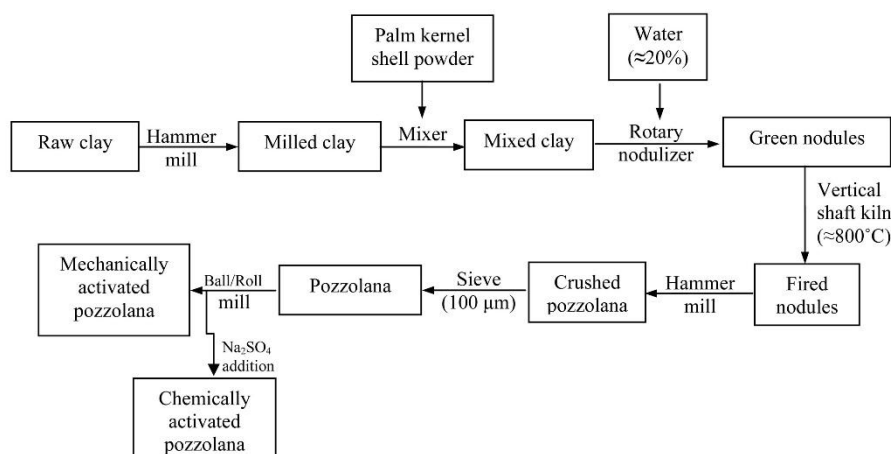 Palm kernel
shell powder
Water
(≈20%)
Raw clay
Hammer
mill
Milled clay
Mixer
Mixed clay
Rotary
nodulizer
Green nodules
Vertical
shaft kiln
(≈800˚C)
Mechanically
activated
pozzolana
Ball/Roll
mill
Pozzolana
Sieve
(100 μm)
Crushed
pozzolana
Hammer
mill
Fired
nodules
Na₂SO₄
addition
Chemically
activated
pozzolana